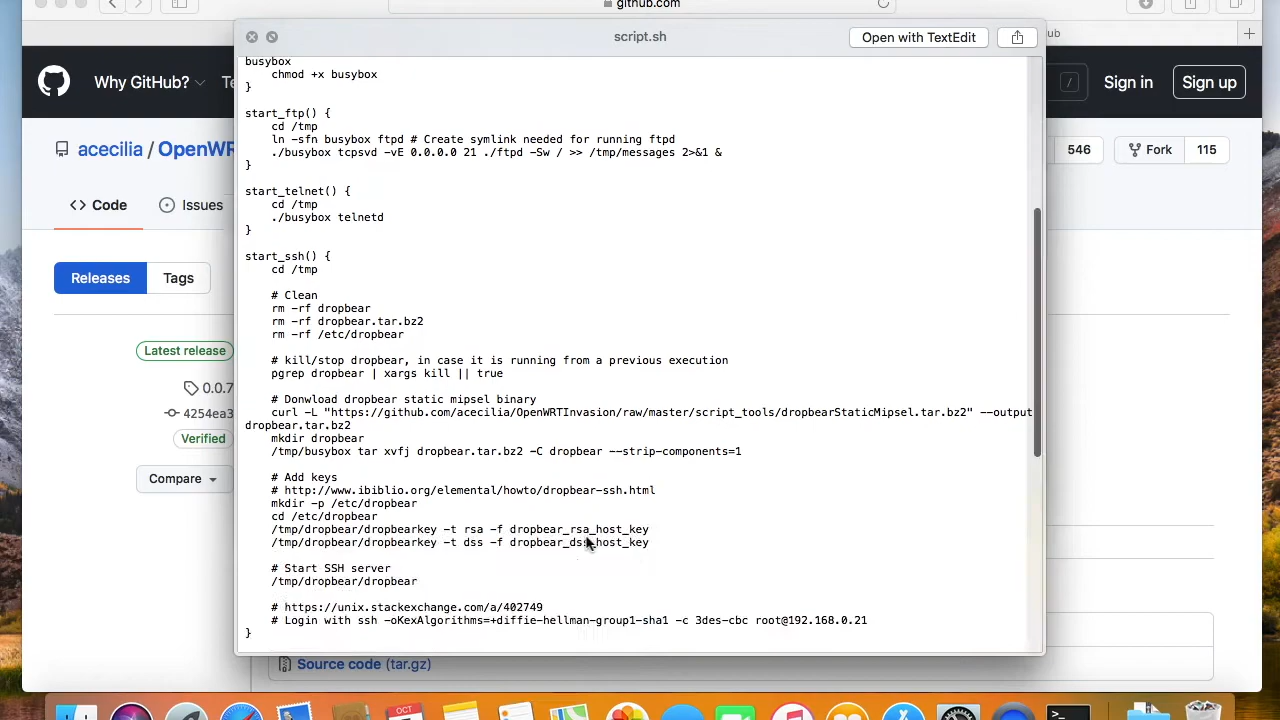 github.com
script.sh
Open with TextEdit
ub
Why GitHub?
Te
/
Sign in
Sign up
acecilia / OpenWR
546
Fork
115
Code
Issues
Releases
Tags
Latest release
0.0.7
4254ea3
Verified
Compare
busybox
chmod +x busybox
}
start_ftp() {
cd /tmp
ln -sfn busybox ftpd # Create symlink needed for running ftpd
./busybox tcpsvd -vE 0.0.0.0 21 ./ftpd -Sw / >> /tmp/messages 2>&1 &
}
start_telnet() {
cd /tmp
./busybox telnetd
}
start_ssh() {
cd /tmp
# Clean
rm -rf dropbear
rm -rf dropbear.tar.bz2
rm -rf /etc/dropbear
# kill/stop dropbear, in case it is running from a previous execution
pgrep dropbear | xargs kill || true
# Donwload dropbear static mipsel binary
curl -L "https://github.com/acecilia/OpenWRTInvasion/raw/master/script_tools/dropbearStaticMipsel.tar.bz2" --output
dropbear.tar.bz2
mkdir dropbear
/tmp/busybox tar xvfj dropbear.tar.bz2 -C dropbear --strip-components=1
# Add keys
# http://www.ibiblio.org/elemental/howto/dropbear-ssh.html
mkdir -p /etc/dropbear
cd /etc/dropbear
/tmp/dropbear/dropbearkey -t rsa -f dropbear_rsa_host_key
/tmp/dropbear/dropbearkey -t dss -f dropbear_dss_host_key
# Start SSH server
/tmp/dropbear/dropbear
# https://unix.stackexchange.com/a/402749
# Login with ssh -oKexAlgorithms=+diffie-hellman-group1-sha1 -c 3des-cbc root@192.168.0.21
}
Source code (tar.gz)
OCT